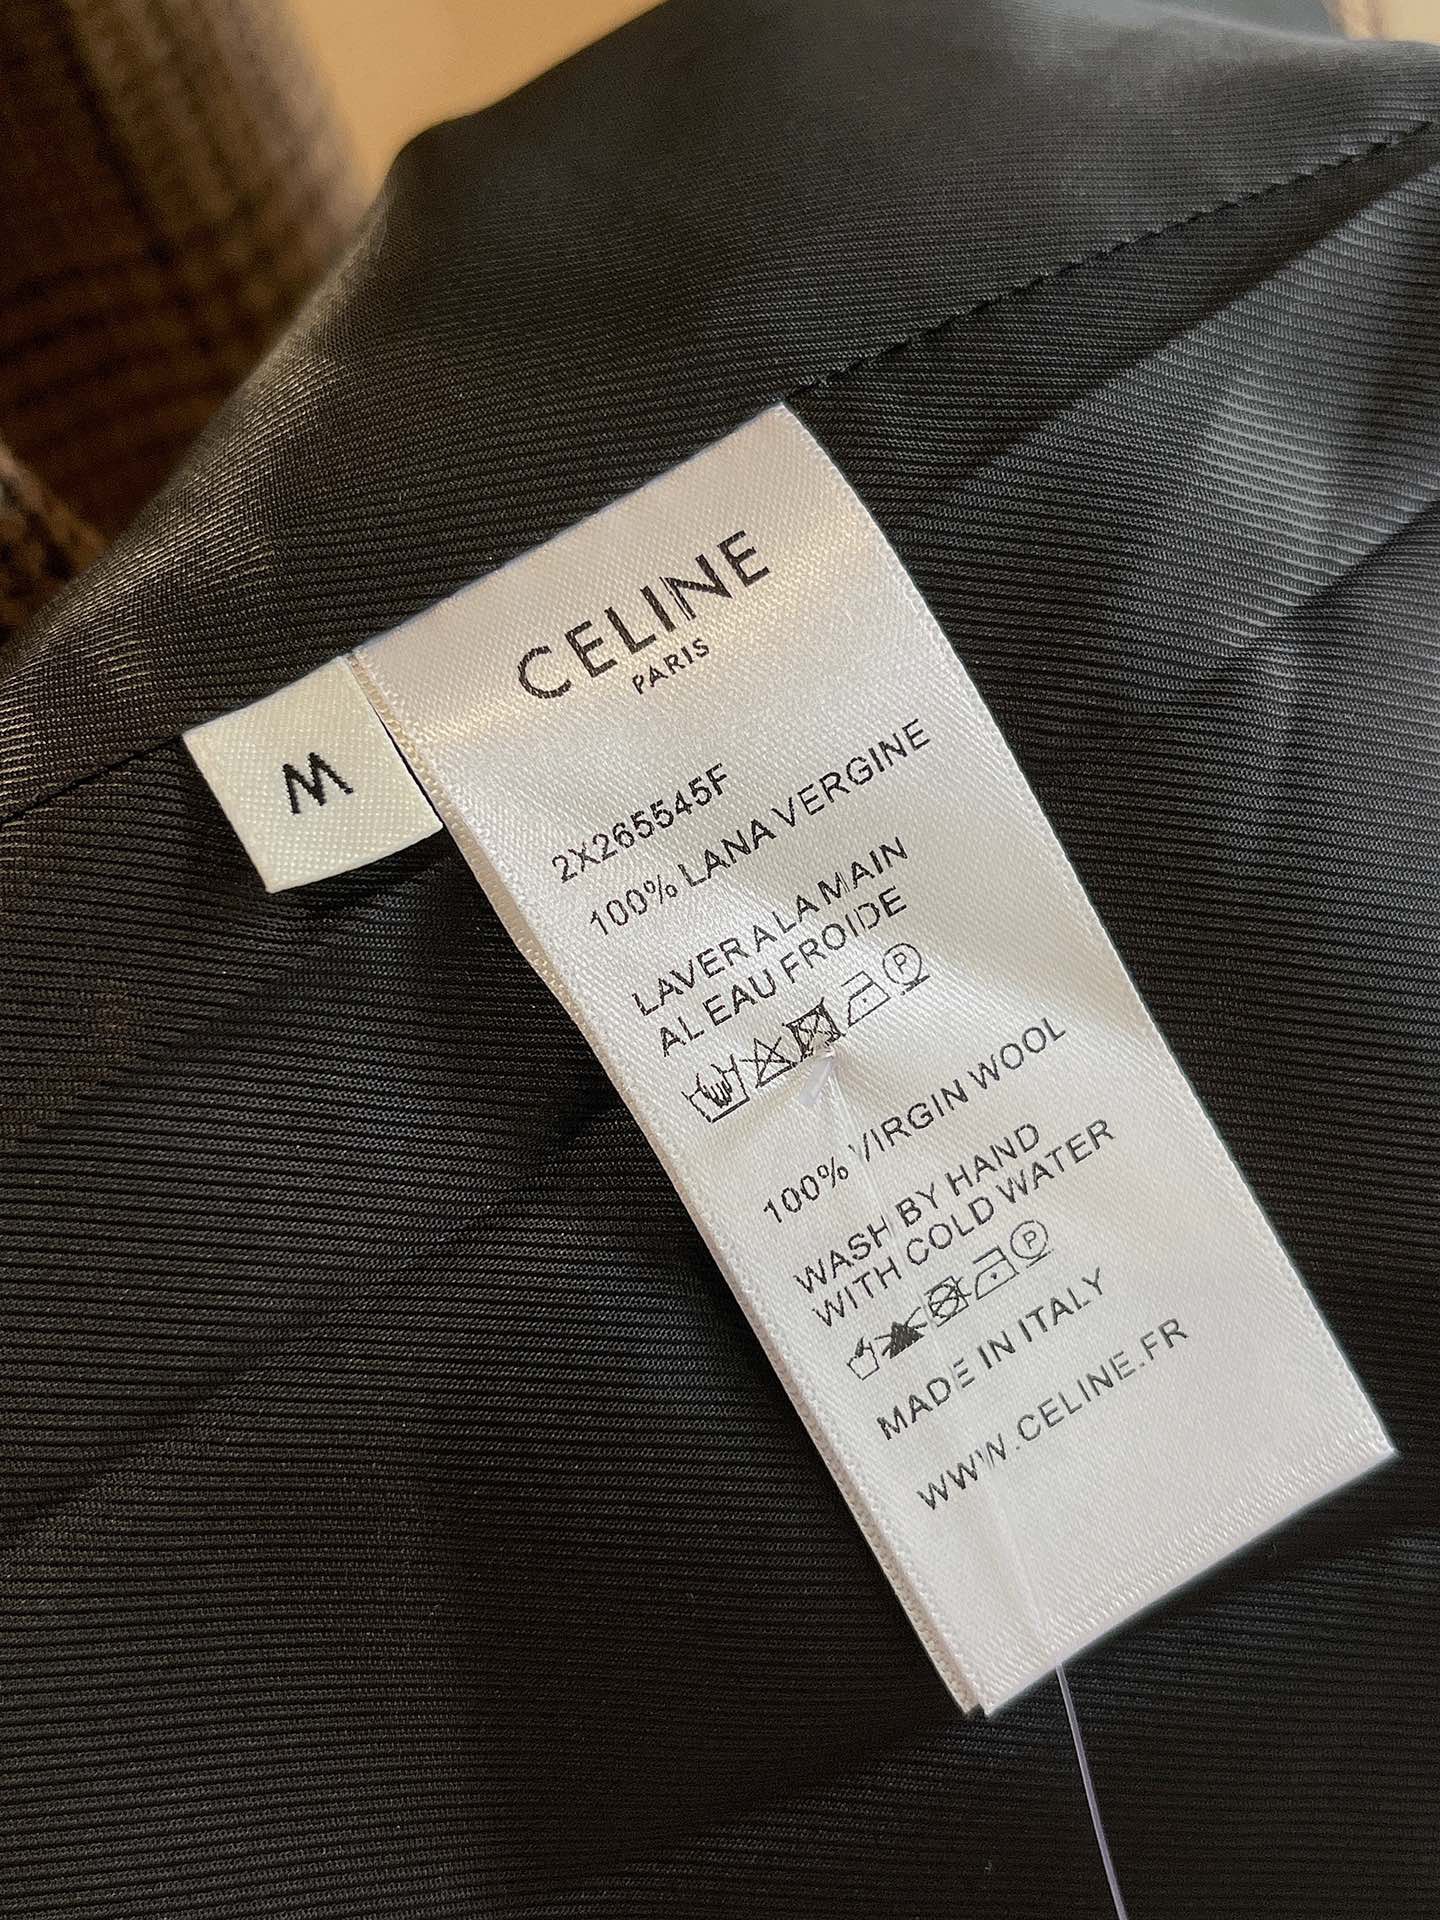 CELINE
PARIS
M
2X265545F
100% LANA VERGINE
LAVER A LA MAIN
AL EAU FROIDE
P
100% VIRGIN WOOL
WASH BY HAND
WITH COLD WATER
P
MADE IN ITALY
WWW.CELINE.FR